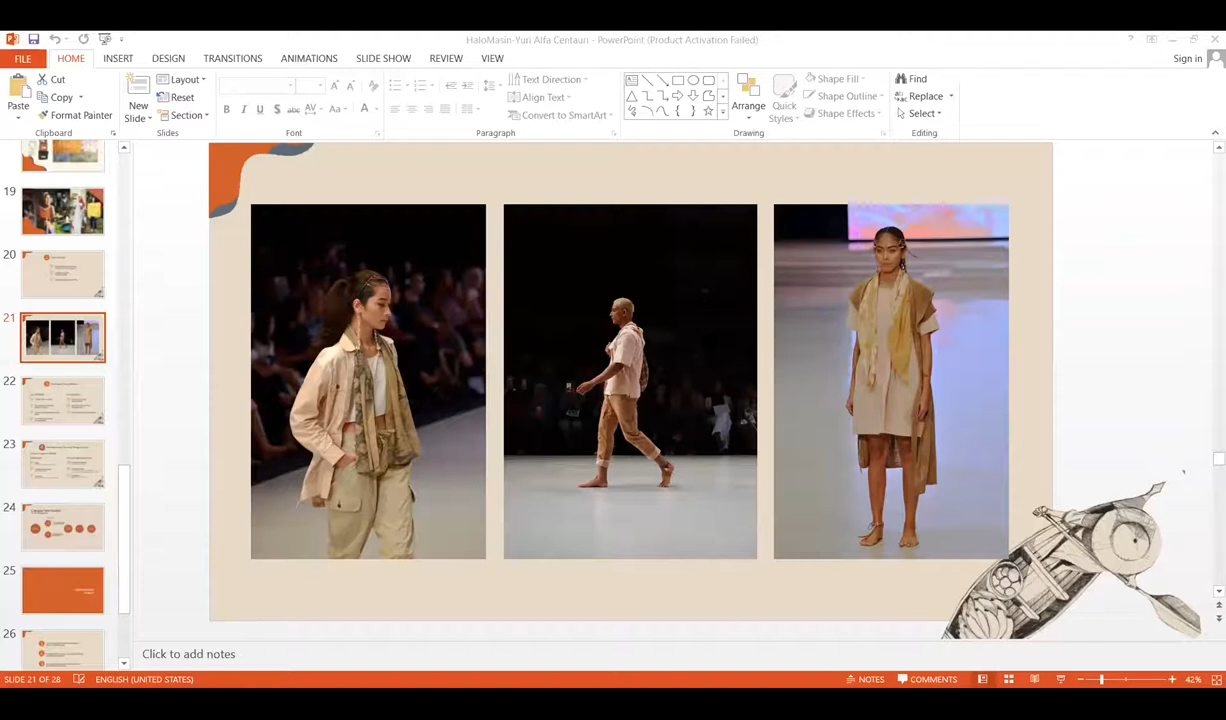 HaloMasin-Yuri Alfa Centauri - PowerPoint (Product Activation Failed)
FILE HOME INSERT DESIGN TRANSITIONS ANIMATIONS SLIDE SHOW REVIEW VIEW Sign in
Cut
Copy
Format Painter
Paste
Clipboard
New
Slide
Layout
Reset
Section
Slides
B I U S abc AV Aa A
Font
Text Direction
Align Text
Convert to SmartArt
Paragraph
Arrange
Quick
Styles
Shape Fill
Shape Outline
Shape Effects
Drawing
Find
Replace
Select
Editing
19
20
21
22
23
24
25
26
Click to add notes
SLIDE 21 OF 28 ENGLISH (UNITED STATES) NOTES COMMENTS 42%